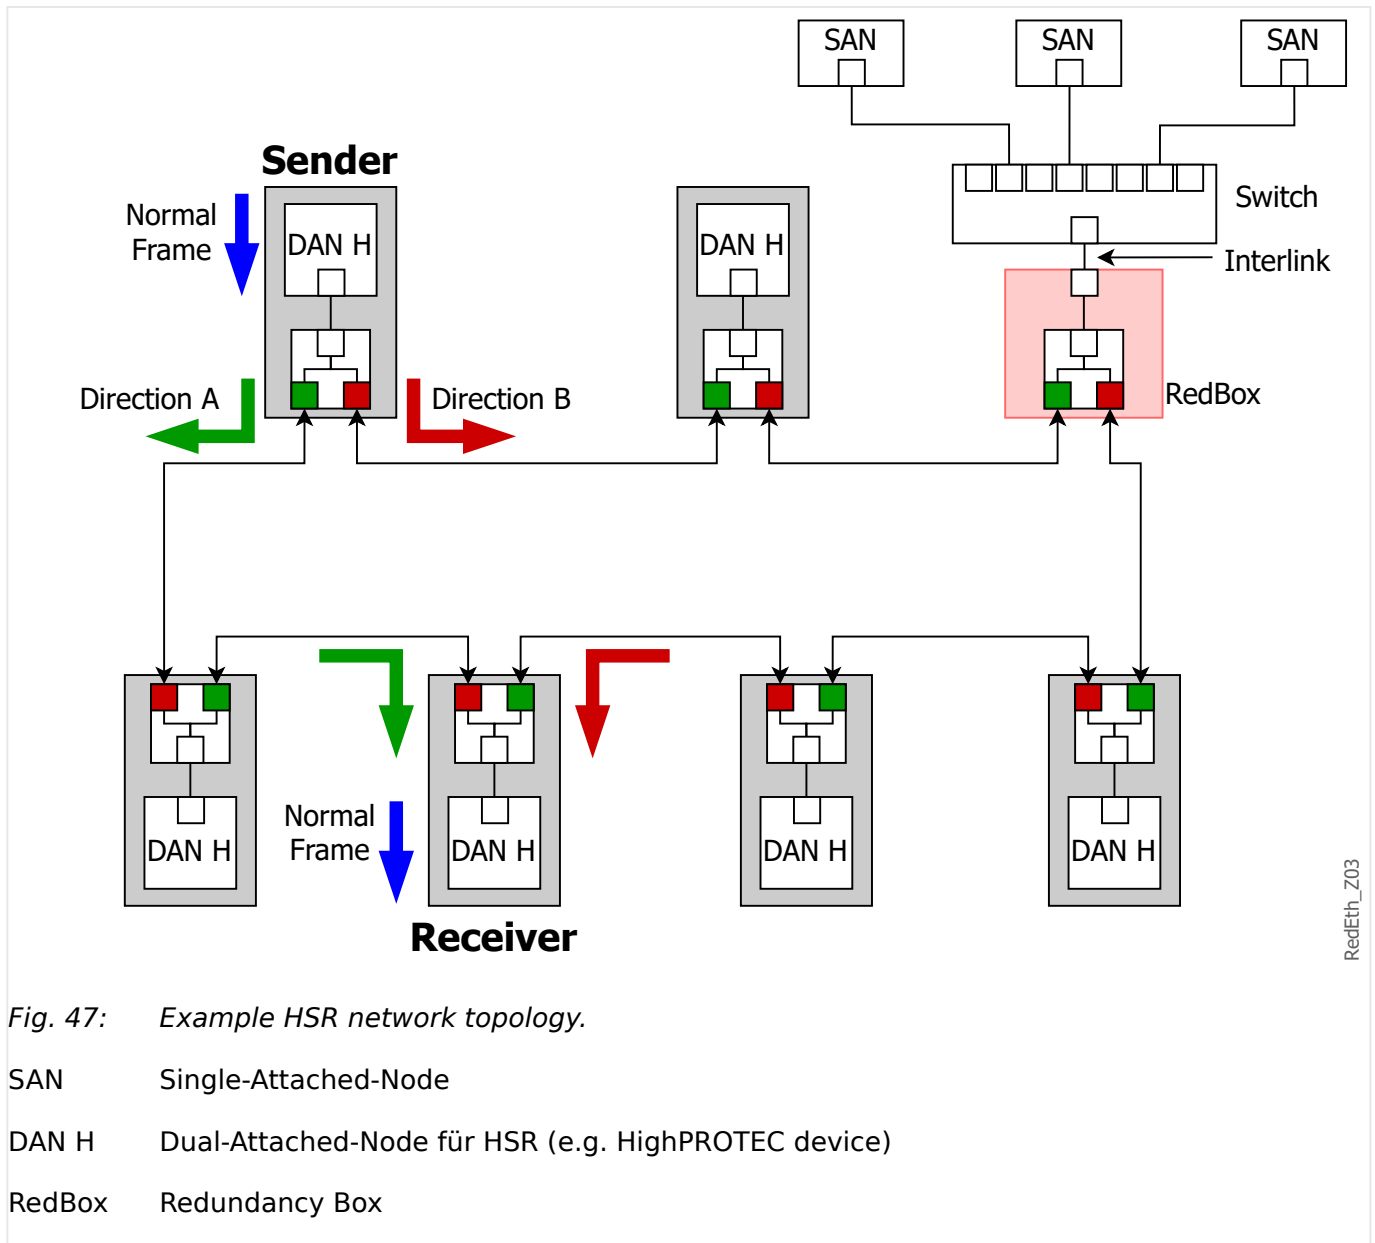 SAN
SAN
SAN
Sender
Normal
Frame
DAN H
DAN H
Switch
Interlink
Direction A
Direction B
RedBox
Normal
Frame
DAN H
DAN H
DAN H
DAN H
Receiver
RedEth_Z03
Fig. 47: Example HSR network topology.
SAN Single-Attached-Node
DAN H Dual-Attached-Node für HSR (e.g. HighPROTEC device)
RedBox Redundancy Box